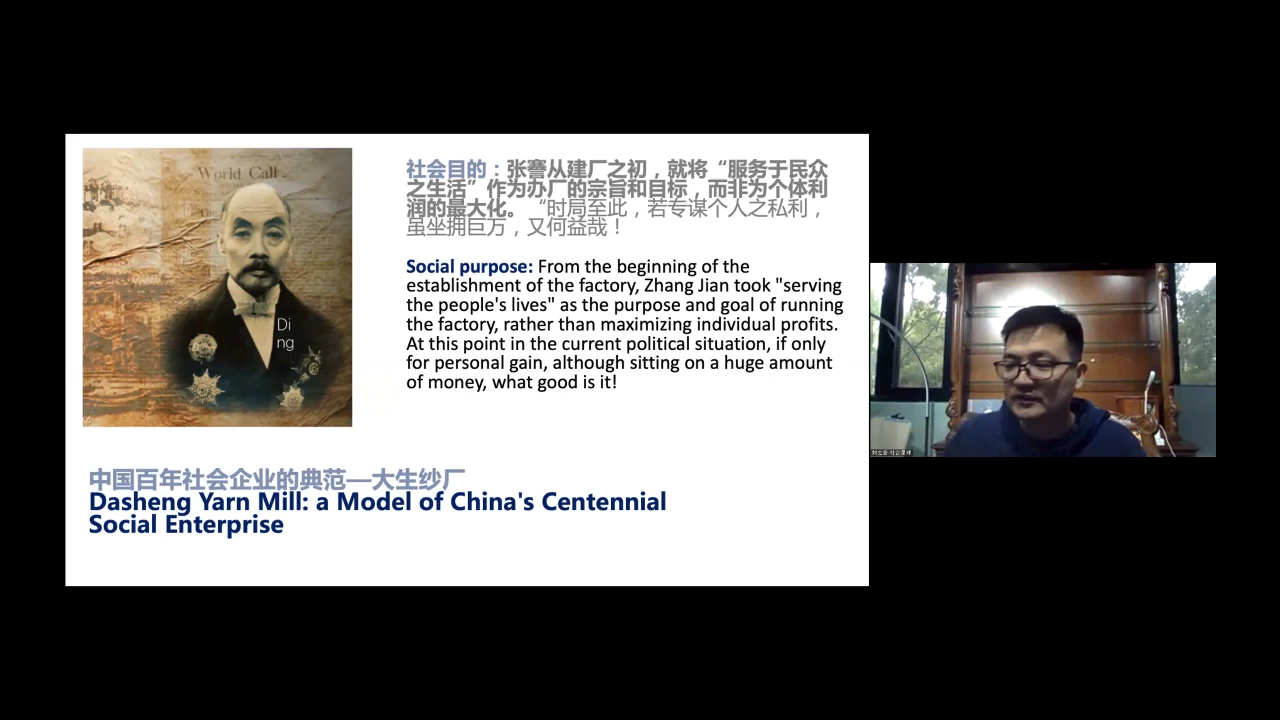 World Call
The
Di
ng
社会目的：张謇从建厂之初，就将“服务于民众
之生活”作为办厂的宗旨和目标，而非为个体利
润的最大化。“时局至此，若专谋个人之私利，
虽坐拥巨万，又何益哉！
Social purpose: From the beginning of the
establishment of the factory, Zhang Jian took "serving
the people's lives" as the purpose and goal of running
the factory, rather than maximizing individual profits.
At this point in the current political situation, if only
for personal gain, although sitting on a huge amount
of money, what good is it!
中国百年社会企业的典范—大生纱厂
Dasheng Yarn Mill: a Model of China's Centennial
Social Enterprise